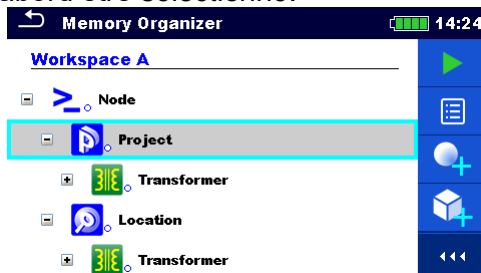 Memory Organizer 14:24
Workspace A
Node
Project
Transformer
Location
Transformer